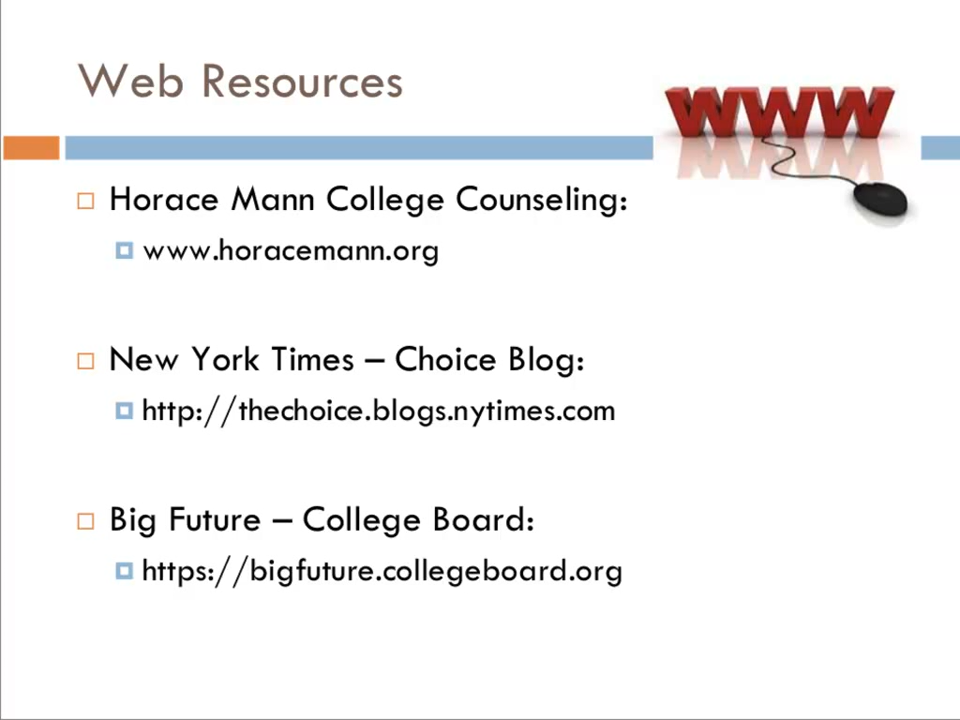 Web Resources
WWW
Horace Mann College Counseling:
www.horacemann.org
New York Times – Choice Blog:
http://thechoice.blogs.nytimes.com
Big Future – College Board:
https://bigfuture.collegeboard.org